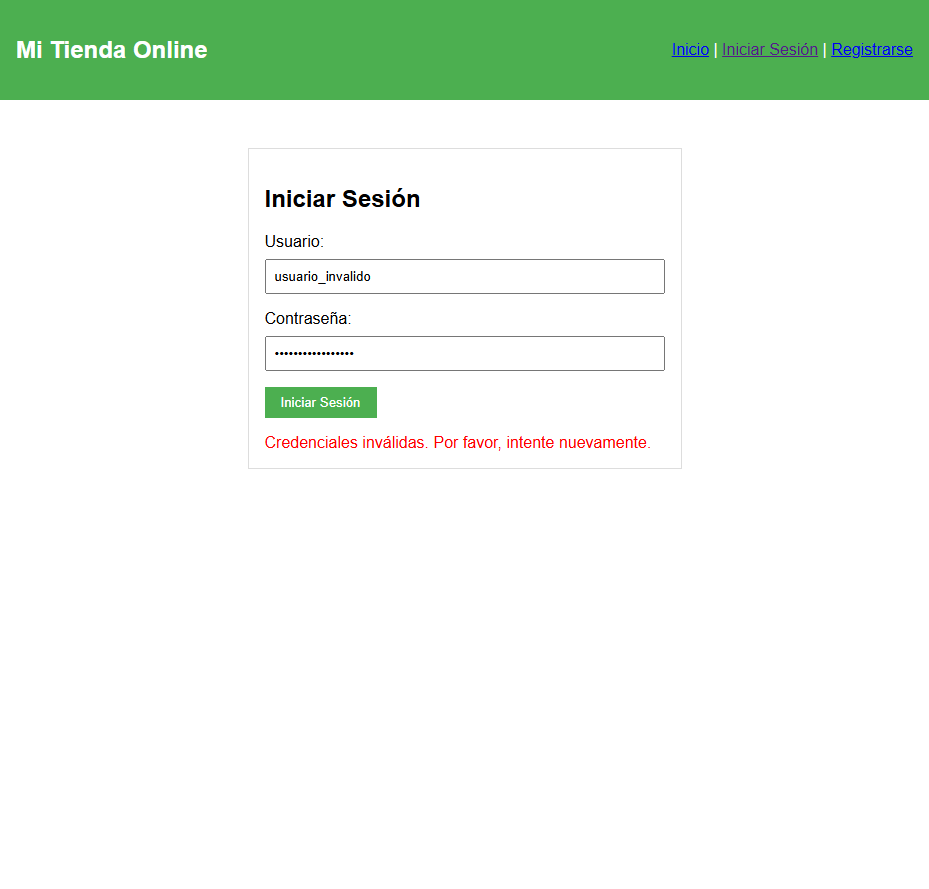 Mi Tienda Online
Inicio | Iniciar Sesión | Registrarse
Iniciar Sesión
Usuario:
usuario_invalido
Contraseña:
•••••••••••••••••
Iniciar Sesión
Credenciales inválidas. Por favor, intente nuevamente.